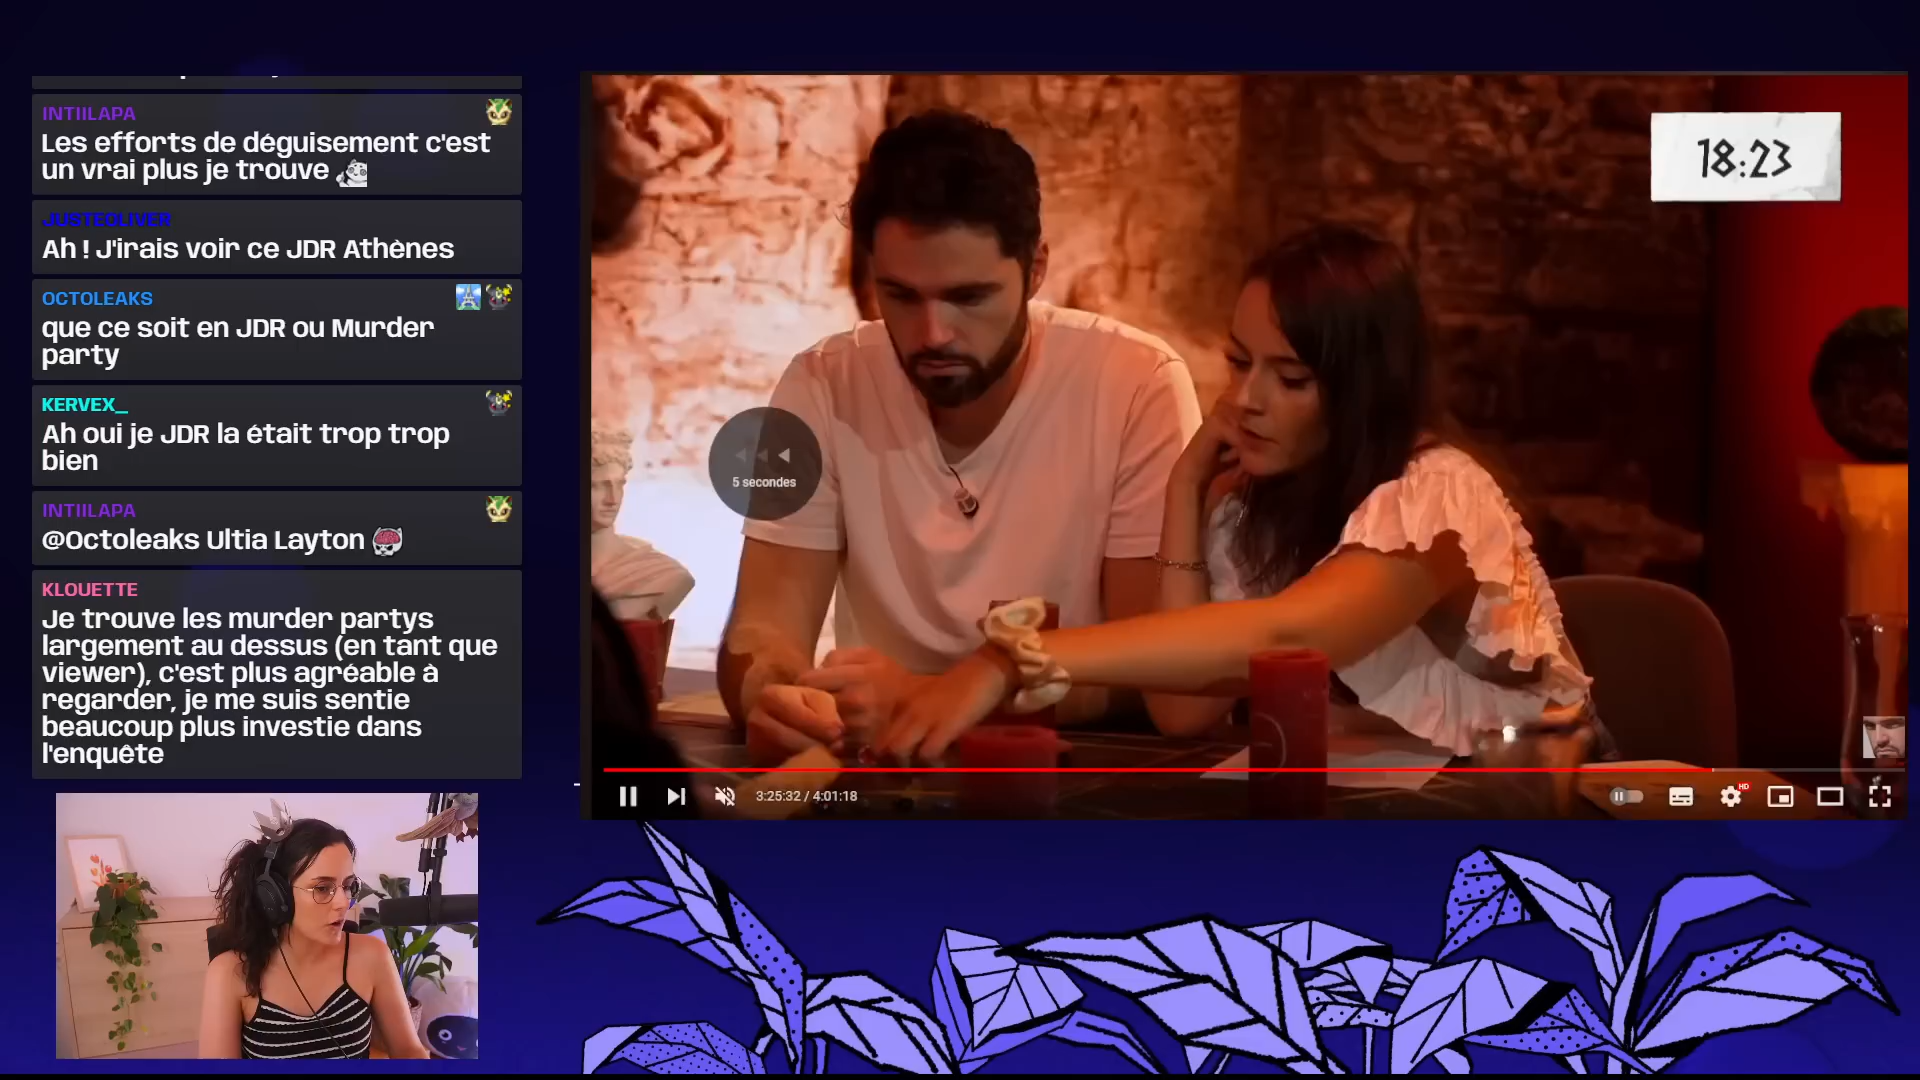 INTIILAPA
Les efforts de déguisement c'est
un vrai plus je trouve
JUSTEOLIVER
Ah ! J'irais voir ce JDR Athènes
OCTOLEAKS
que ce soit en JDR ou Murder
party
KERVEX_
Ah oui je JDR la était trop trop
bien
INTIILAPA
@Octoleaks Ultia Layton
KLOUETTE
Je trouve les murder partys
largement au dessus (en tant que
viewer), c'est plus agréable à
regarder, je me suis sentie
beaucoup plus investie dans
l'enquête
18:23
5 secondes
3:25:32 / 4:01:18
HD